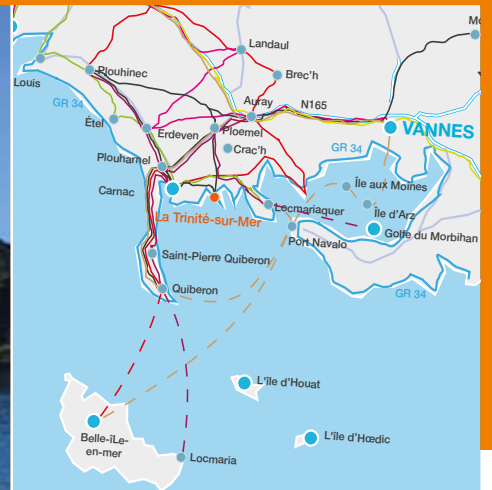 Landaul
Plouhinec
Brec'h
Louis
GR 34
Auray
N165
Étel
Erdeven
Ploemel
VANNES
Crac'h
GR 34
Plouharnel
Île aux Moines
Carnac
Locmariaquer
Île d'Arz
La Trinité-sur-Mer
Golfe du Morbihan
Port Navalo
Saint-Pierre Quiberon
Quiberon
GR 34
L'île d'Houat
Belle-îLe-
en-mer
L'île d'Hœdic
Locmaria